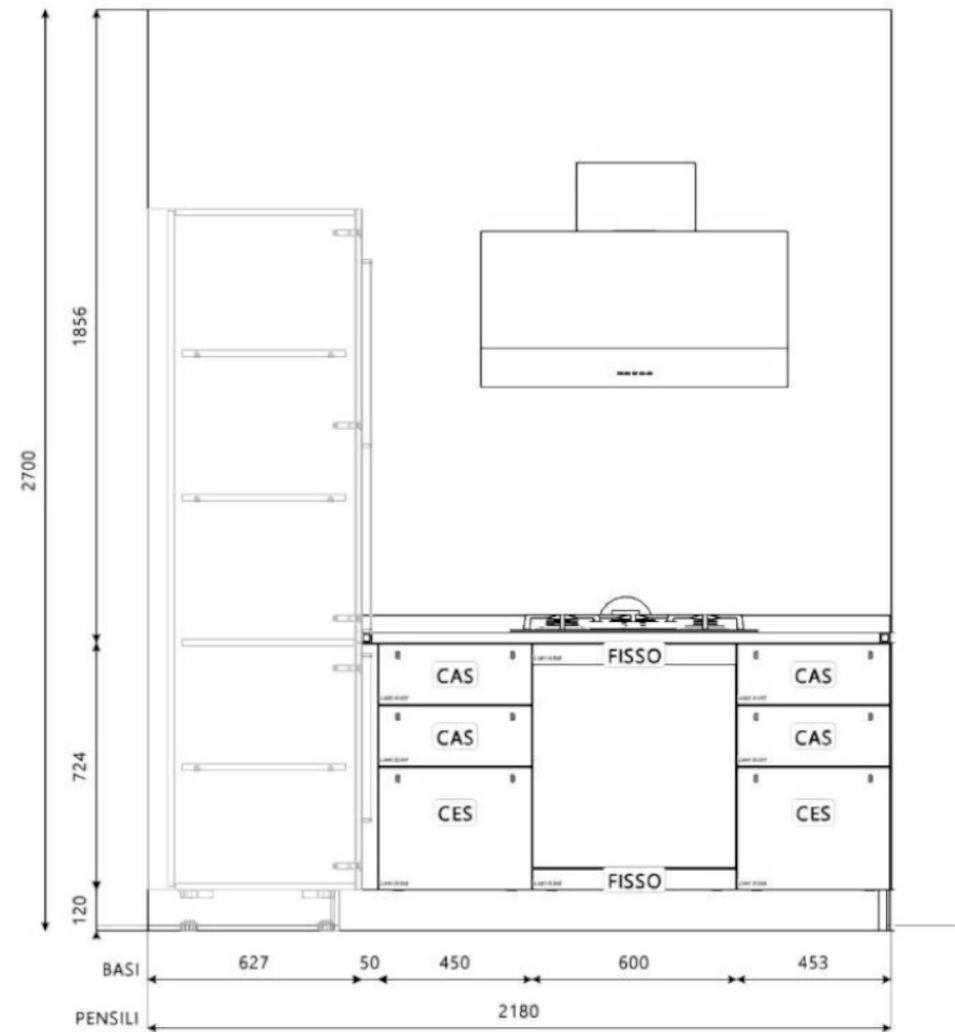 1856
2700
FISSO
CAS CAS
CAS CAS
724
CES CES
FISSO
120
BASI 627 50 450 600 453
PENSILI 2180